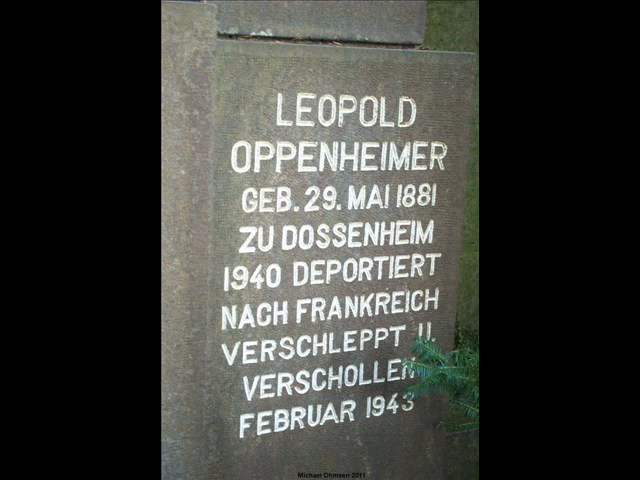 LEOPOLD
OPPENHEIMER
GEB. 29. MAI 1881
ZU DOSSENHEIM
1940 DEPORTIERT
NACH FRANKREICH
VERSCHLEPPT U.
VERSCHOLLEN
FEBRUAR 1943
Michael Ohmsen 2011